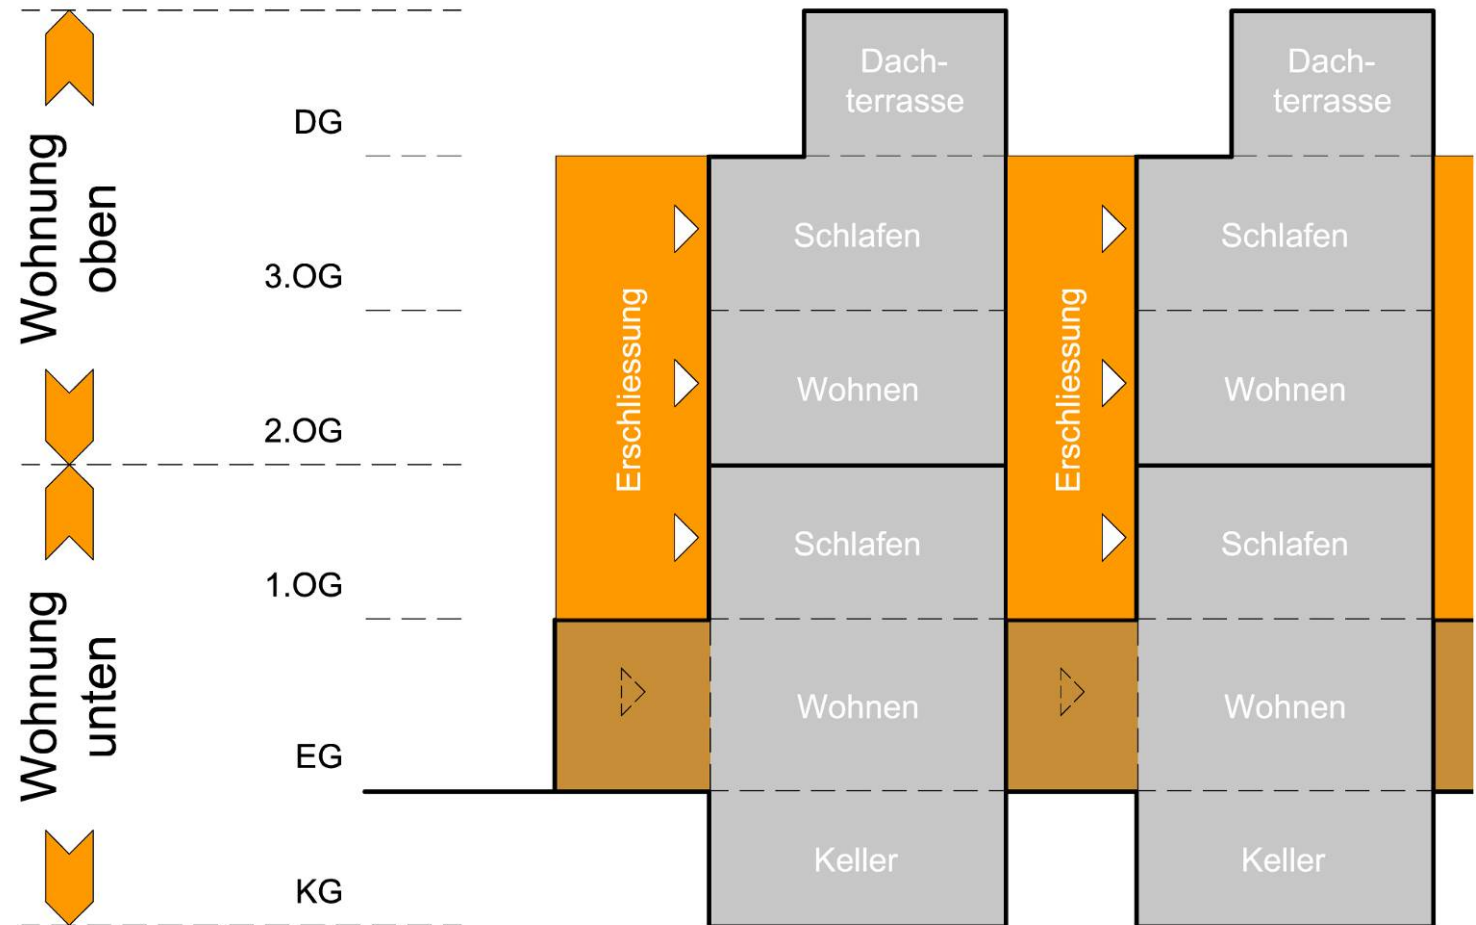 Wohnung
oben
Wohnung
unten
DG
3.OG
2.OG
1.OG
EG
KG
Erschliessung
Dach-
terrasse
Schlafen
Wohnen
Schlafen
Wohnen
Keller
Erschliessung
Dach-
terrasse
Schlafen
Wohnen
Schlafen
Wohnen
Keller